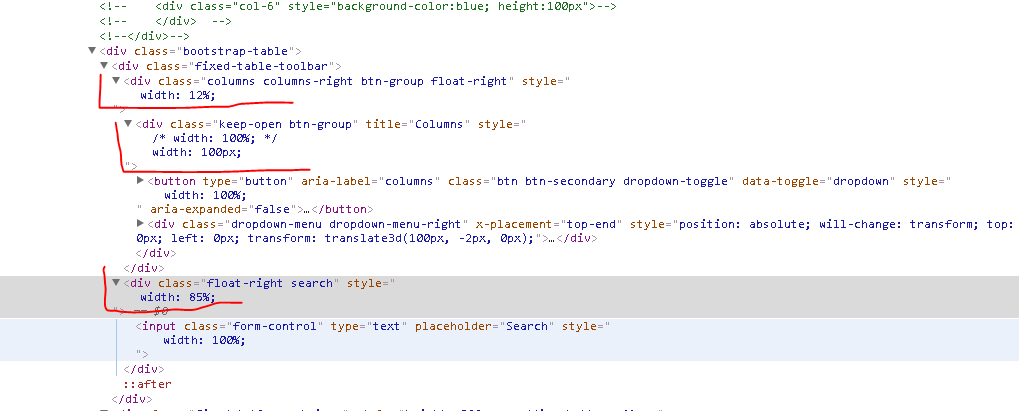 <!--    <div class="col-6" style="background-color:blue; height:100px">-->
<!--    </div>  -->
<!--</div>-->
▼<div class="bootstrap-table">
▼<div class="fixed-table-toolbar">
▼<div class="columns columns-right btn-group float-right" style="
width: 12%;
">
▼<div class="keep-open btn-group" title="Columns" style="
/* width: 100%; */
width: 100px;
">
▶<button type="button" aria-label="columns" class="btn btn-secondary dropdown-toggle" data-toggle="dropdown" style="
width: 100%;
" aria-expanded="false">…</button>
▶<div class="dropdown-menu dropdown-menu-right" x-placement="top-end" style="position: absolute; will-change: transform; top:
0px; left: 0px; transform: translate3d(100px, -2px, 0px);">…</div>
</div>
</div>
▼<div class="float-right search" style="
width: 85%;
"> == $0
<input class="form-control" type="text" placeholder="Search" style="
width: 100%;
">
</div>
::after
</div>